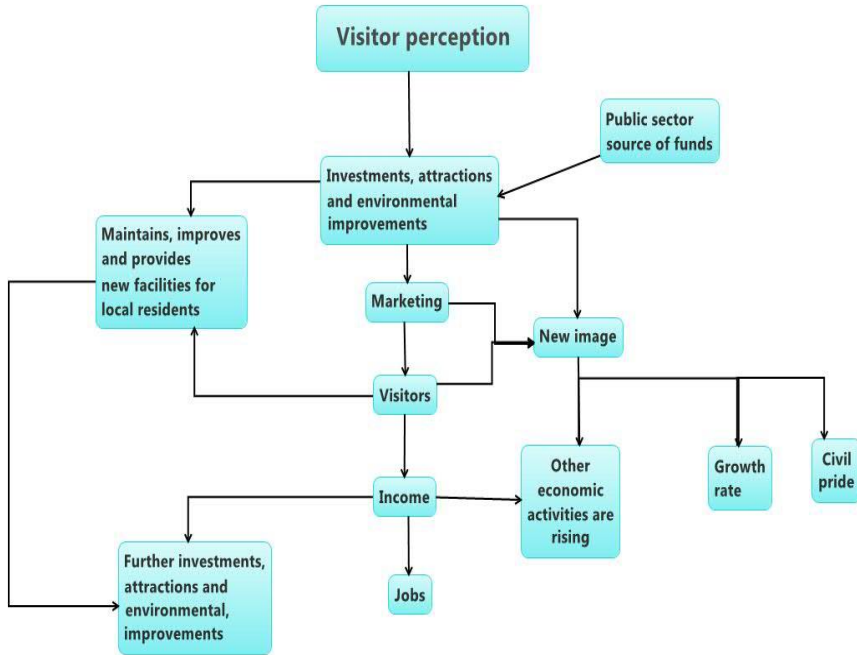 Visitor perception
Public sector
source of funds
Investments, attractions
and environmental
improvements
Maintains, improves
and provides
new facilities for
local residents
Marketing
New image
Visitors
Other
economic
activities are
rising
Growth
rate
Civil
pride
Income
Further investments,
attractions and
environmental,
improvements
Jobs